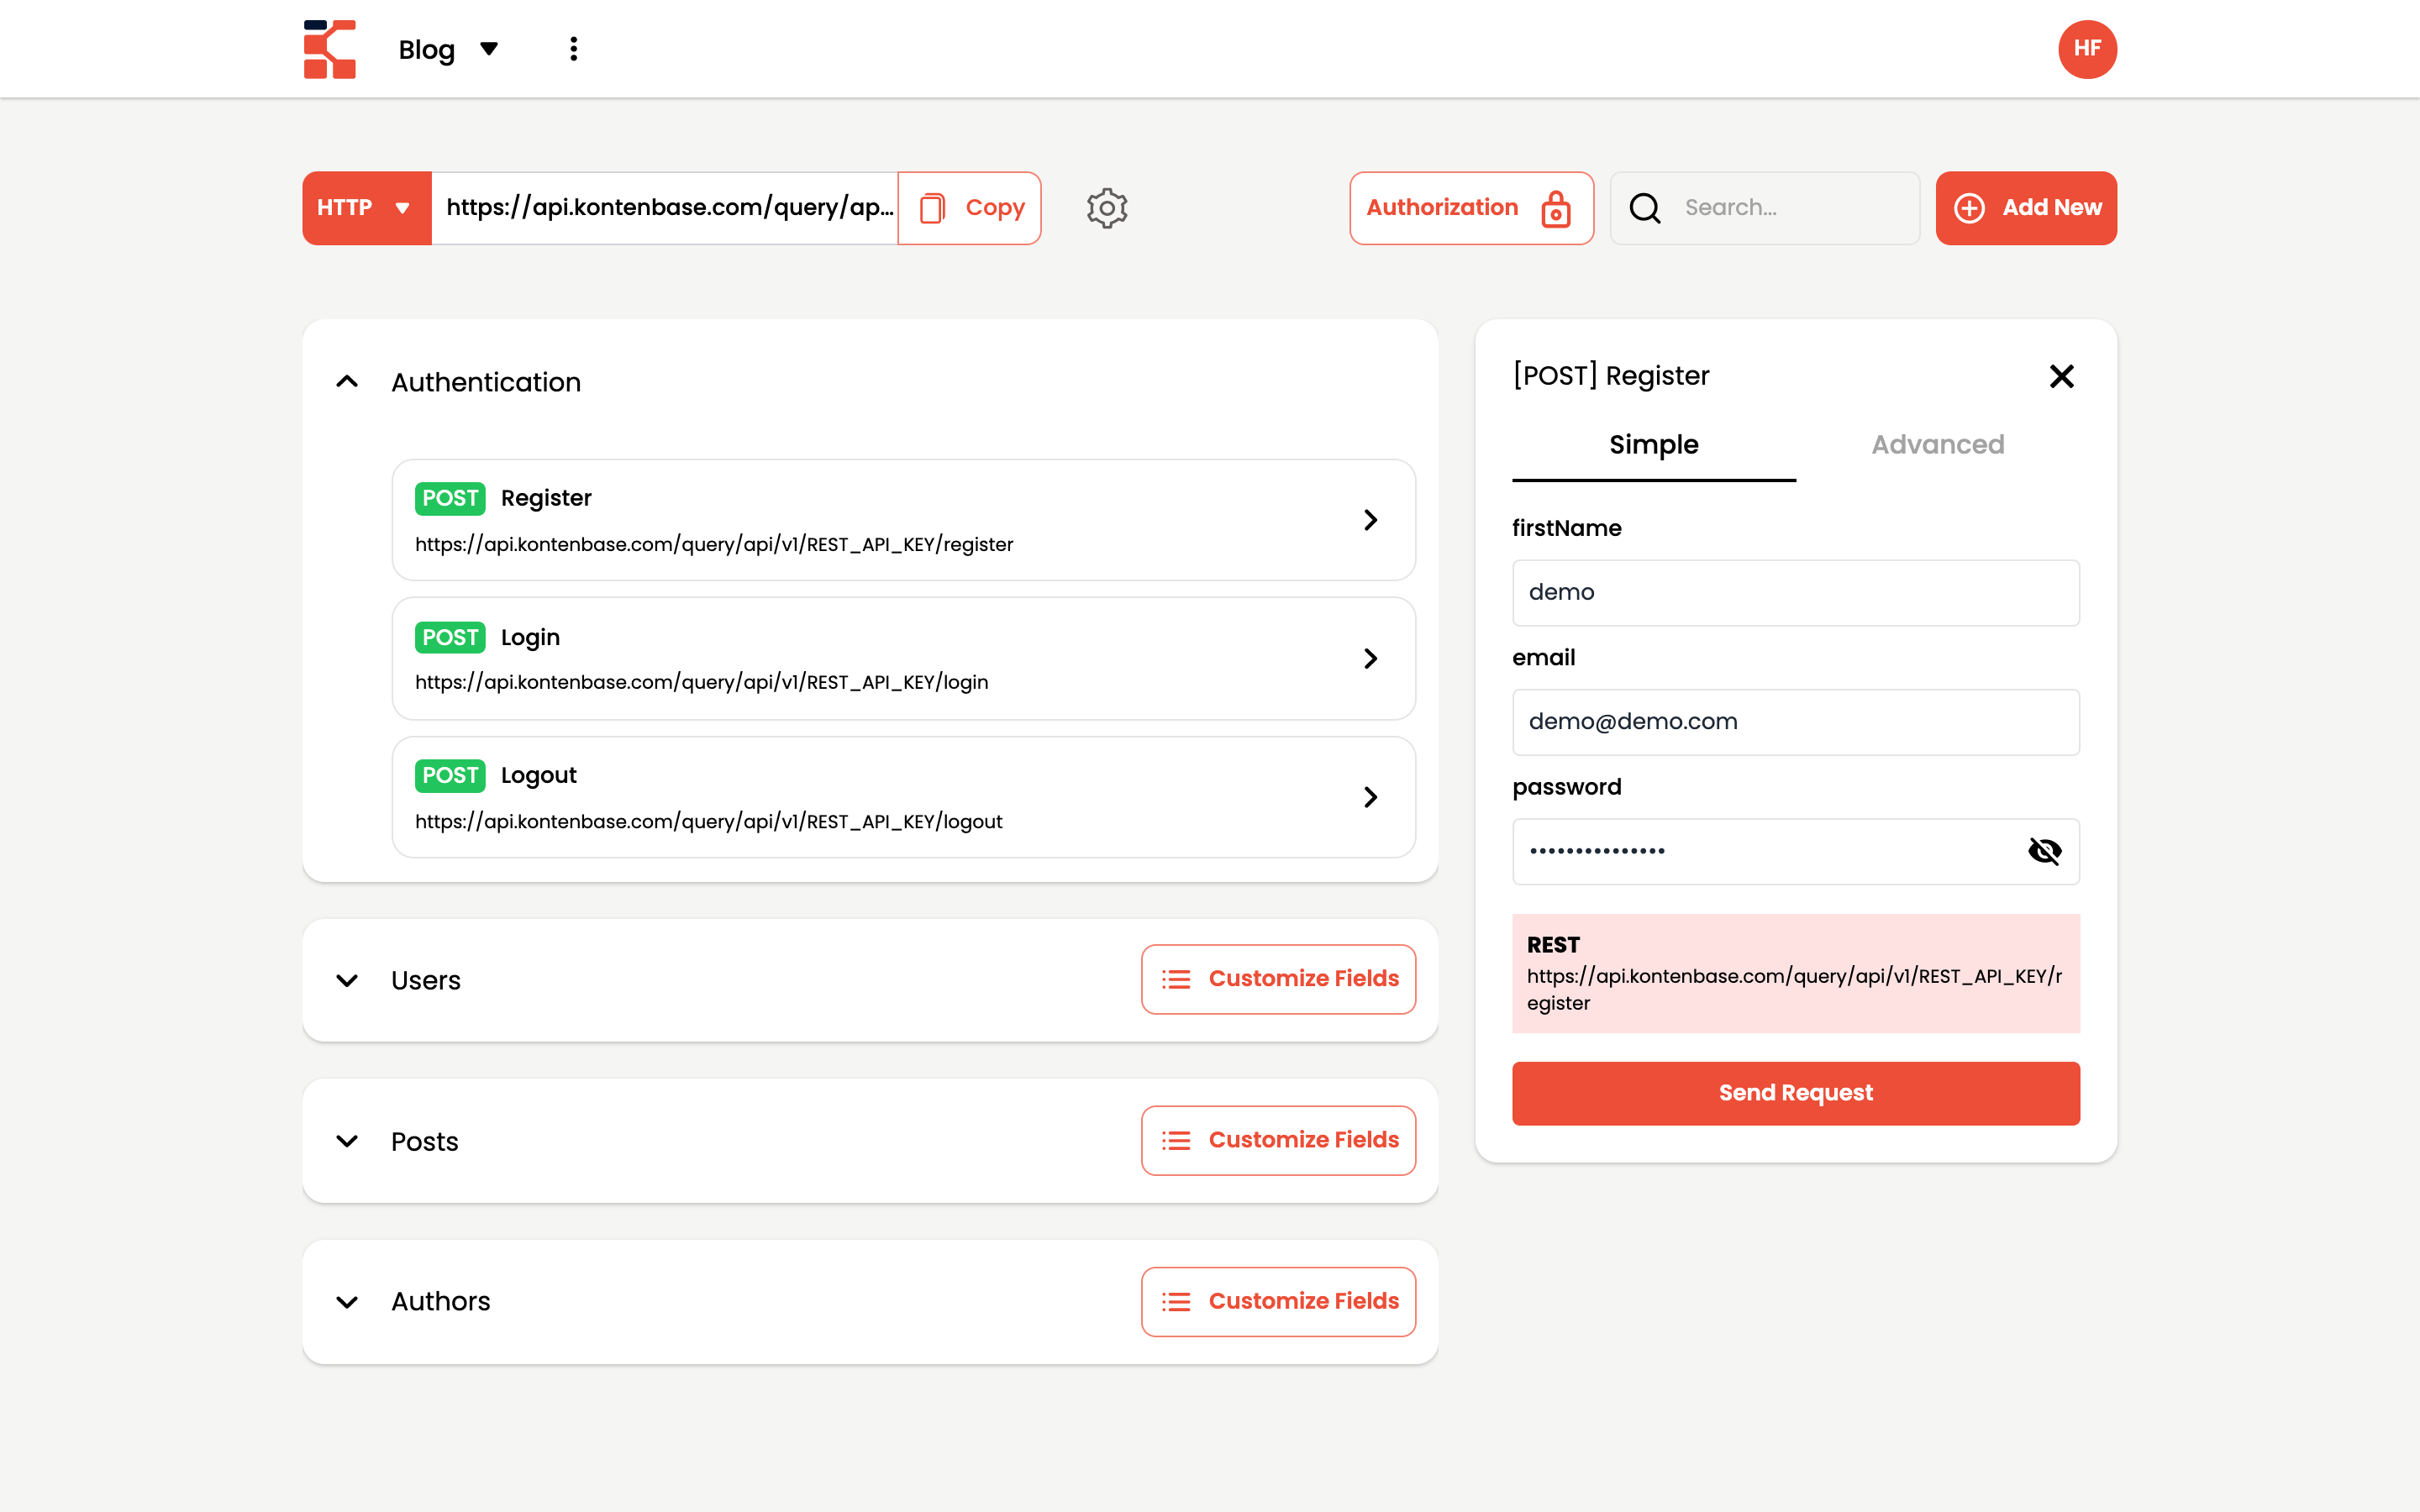 Blog
HF
HTTP
https://api.kontenbase.com/query/ap...
Copy
Authorization
Search...
Add New
Authentication
POST Register
https://api.kontenbase.com/query/api/v1/REST_API_KEY/register
POST Login
https://api.kontenbase.com/query/api/v1/REST_API_KEY/login
POST Logout
https://api.kontenbase.com/query/api/v1/REST_API_KEY/logout
Users
Customize Fields
Posts
Customize Fields
Authors
Customize Fields
[POST] Register
Simple
Advanced
firstName
demo
email
demo@demo.com
password
•••••••••••••••
REST
https://api.kontenbase.com/query/api/v1/REST_API_KEY/r
egister
Send Request